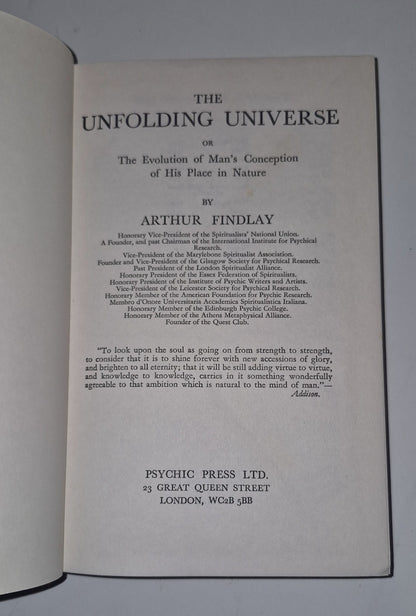 THE
UNFOLDING UNIVERSE
OR
The Evolution of Man's Conception
of His Place in Nature
BY
ARTHUR FINDLAY
Honorary Vice-President of the Spiritualists' National Union.
A Founder, and past Chairman of the International Institute for Psychical
Research.
Vice-President of the Marylebone Spiritualist Association.
Founder and Vice-President of the Glasgow Society for Psychical Research.
Past President of the London Spiritualist Alliance.
Honorary President of the Essex Federation of Spiritualists.
Honorary President of the Institute of Psychic Writers and Artists.
Vice-President of the Leicester Society for Psychical Research.
Honorary Member of the American Foundation for Psychic Research.
Membro d'Onore Universitaria Accademica Spiritualistica Italiana.
Honorary Member of the Edinburgh Psychic College.
Honorary Member of the Athens Metaphysical Alliance.
Founder of the Quest Club.
"To look upon the soul as going on from strength to strength,
to consider that it is to shine forever with new accessions of glory,
and brighten to all eternity; that it will be still adding virtue to virtue,
and knowledge to knowledge, carries in it something wonderfully
agreeable to that ambition which is natural to the mind of man."—
Addison.
PSYCHIC PRESS LTD.
23 GREAT QUEEN STREET
LONDON, WC2B 5BB